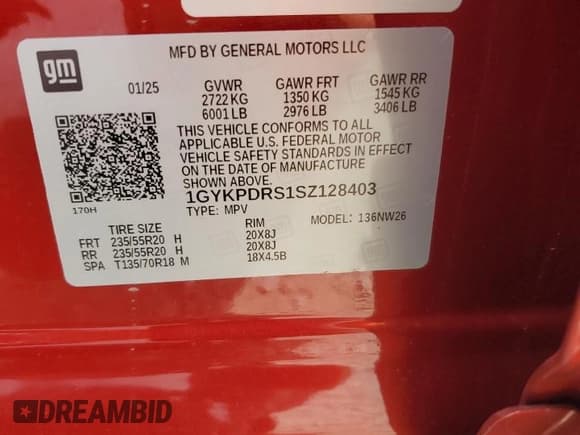 gm
MFD BY GENERAL MOTORS LLC
01/25 GVWR GAWR FRT GAWR RR
2722 KG 1350 KG 1545 KG
6001 LB 2976 LB 3406 LB
THIS VEHICLE CONFORMS TO ALL
APPLICABLE U.S. FEDERAL MOTOR
VEHICLE SAFETY STANDARDS IN EFFECT
ON THE DATE OF MANUFACTURE
SHOWN ABOVE.
1GYKPDRS1SZ128403
170H TYPE: MPV MODEL: 136NW26
TIRE SIZE RIM
FRT 235/55R20 H 20X8J
RR 235/55R20 H 20X8J
SPA T135/70R18 M 18X4.5B
DREAMBID